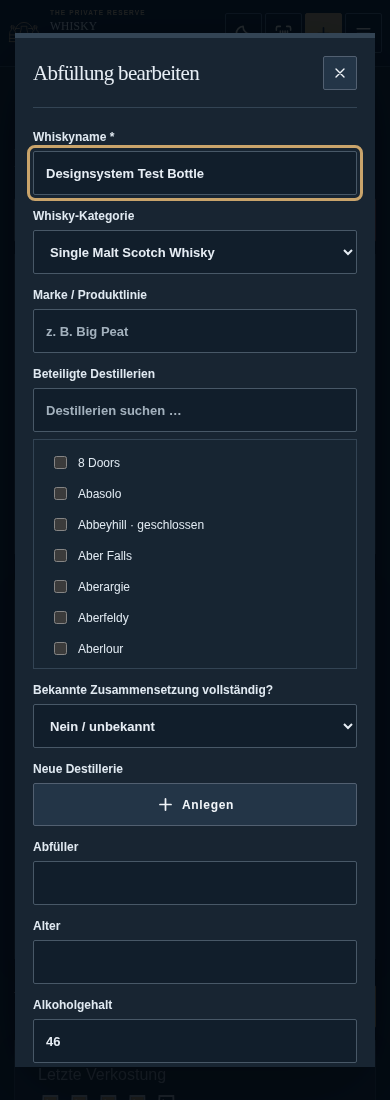 THE PRIVATE RESERVE
WHISKY
Abfüllung bearbeiten
Whiskyname *
Designsystem Test Bottle
Whisky-Kategorie
Single Malt Scotch Whisky
Marke / Produktlinie
z. B. Big Peat
Beteiligte Destillerien
Destillerien suchen …
8 Doors
Abasolo
Abbeyhill · geschlossen
Aber Falls
Aberargie
Aberfeldy
Aberlour
Bekannte Zusammensetzung vollständig?
Nein / unbekannt
Neue Destillerie
Anlegen
Abfüller
Alter
Alkoholgehalt
46
Letzte Verkostung